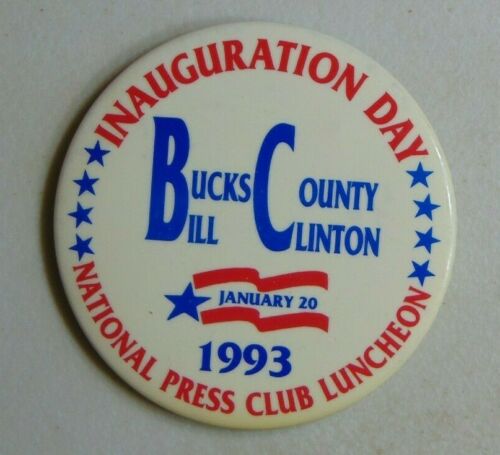 INAUGURATION DAY
BUCKS COUNTY
BILL CLINTON
JANUARY 20
1993
NATIONAL PRESS CLUB LUNCHEON